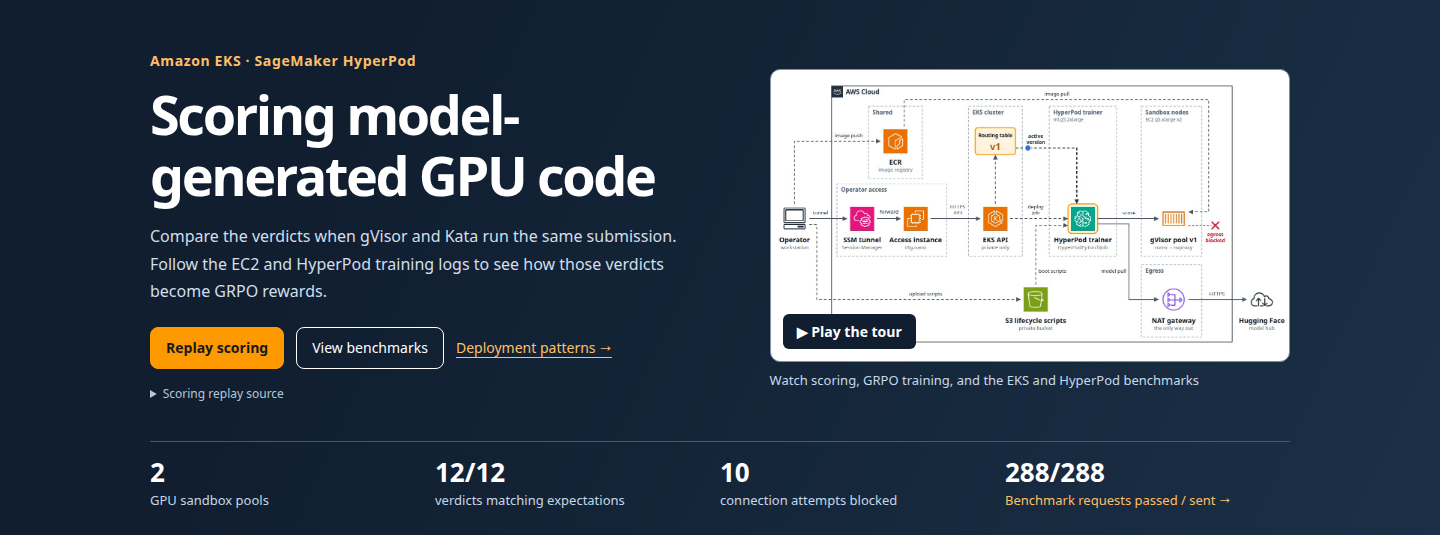 Amazon EKS · SageMaker HyperPod
Scoring model-
generated GPU code
Compare the verdicts when gVisor and Kata run the same submission.
Follow the EC2 and HyperPod training logs to see how those verdicts
become GRPO rewards.
Replay scoring
View benchmarks
Deployment patterns →
▶ Scoring replay source
AWS Cloud
image pull
Shared
EKS cluster
HyperPod trainer
Sandbox nodes
image push
Routing table
v1
active
version
ECR
image registry
Operator access
tunnel
forward
deploy
job
score
egress
blocked
Operator
workstation
SSM tunnel
Session Manager
Access instance
EKS API
private only
HyperPod trainer
gVisor pool v1
boot scripts
model pull
Egress
upload scripts
HTTPS
S3 lifecycle scripts
private bucket
NAT gateway
the only way out
Hugging Face
model hub
▶ Play the tour
Watch scoring, GRPO training, and the EKS and HyperPod benchmarks
2
GPU sandbox pools
12/12
verdicts matching expectations
10
connection attempts blocked
288/288
Benchmark requests passed / sent →